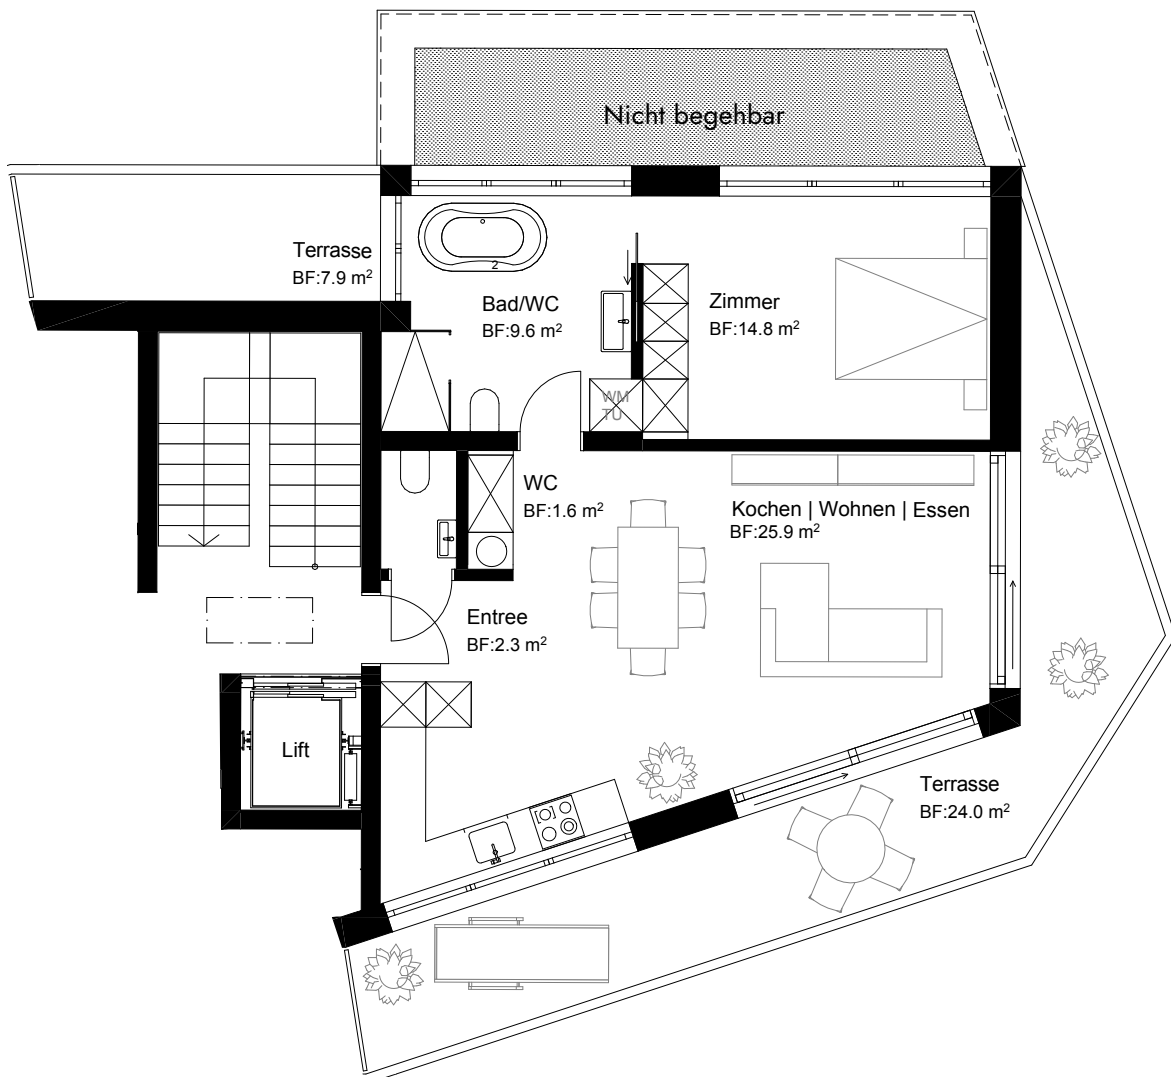 Nicht begehbar
Terrasse
BF:7.9 m²
2
Bad/WC
BF:9.6 m²
Zimmer
BF:14.8 m²
WM
TU
WC
BF:1.6 m²
Kochen | Wohnen | Essen
BF:25.9 m²
Entree
BF:2.3 m²
Lift
Terrasse
BF:24.0 m²